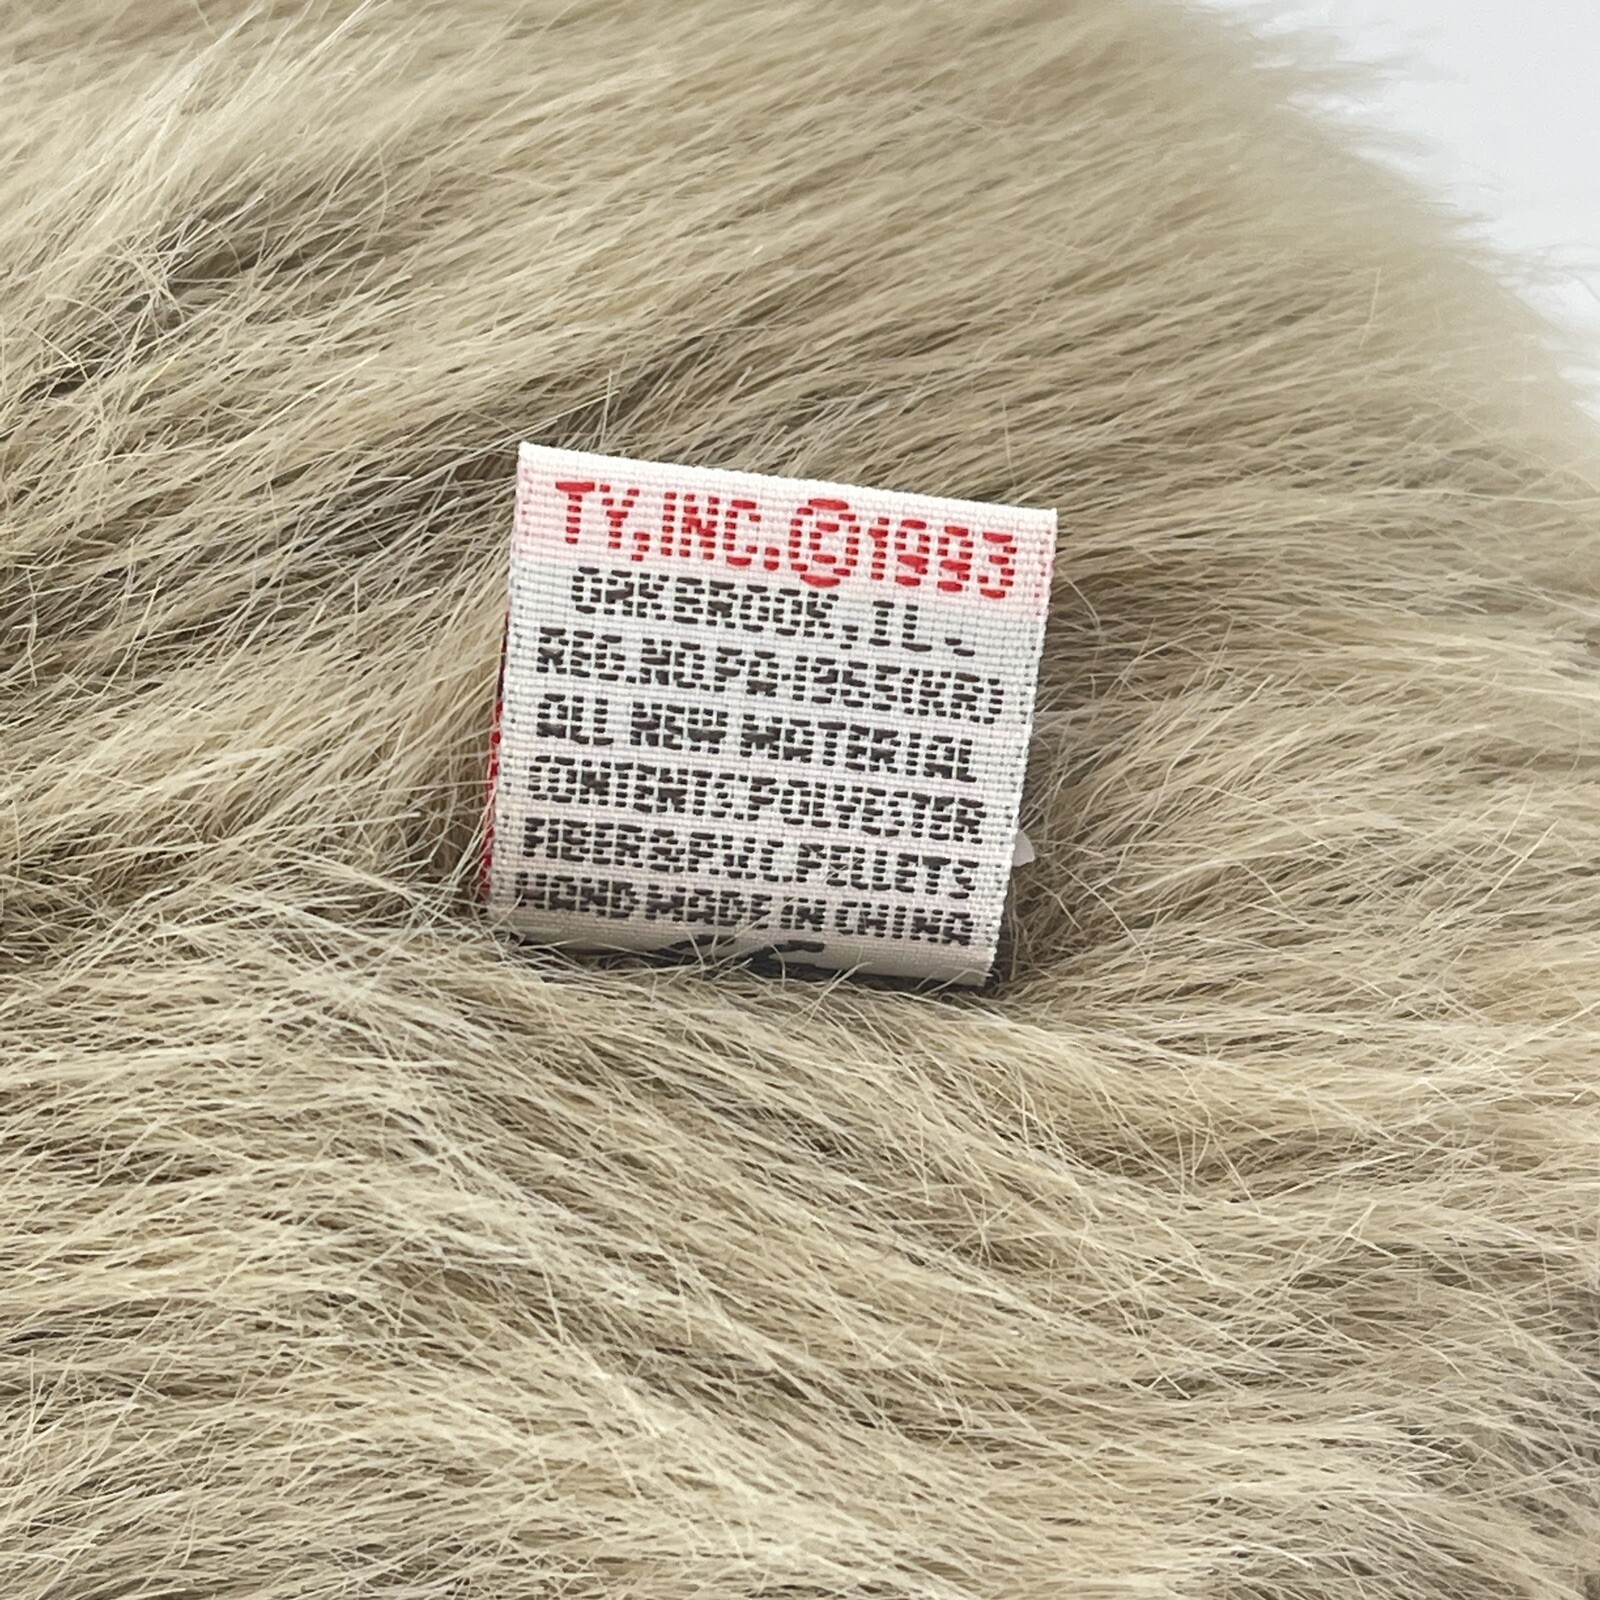 TY,INC.©1993
OAKBROOK,IL.
REG.NO.PA-1965(KR)
ALL NEW MATERIAL
CONTENTS:POLYESTER
FIBER&P.V.C.PELLETS
HAND MADE IN CHINA